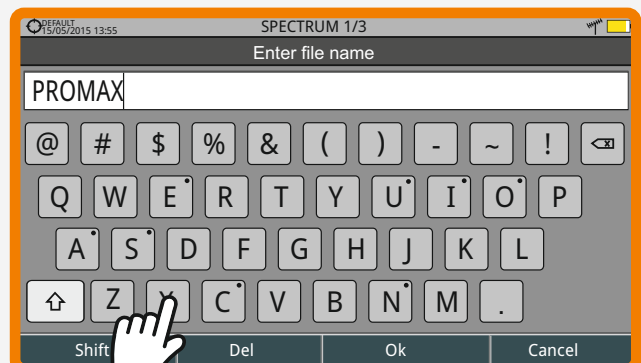 DEFAULT
15/05/2015 13:55
SPECTRUM 1/3
Enter file name
PROMAX
@ # $ % & ( ) - ~ !
Q W E R T Y U I O P
A S D F G H J K L
Z X C V B N M .
Shift Del Ok Cancel